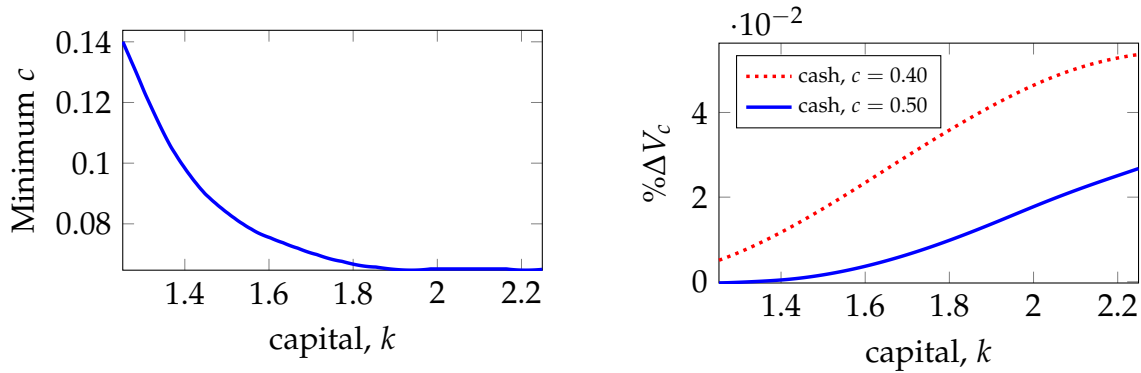 0.14
0.12
0.1
0.08
Minimum c
1.4 1.6 1.8 2 2.2
capital, k
·10−2
4
2
0
%ΔVc
cash, c = 0.40
cash, c = 0.50
1.4 1.6 1.8 2 2.2
capital, k